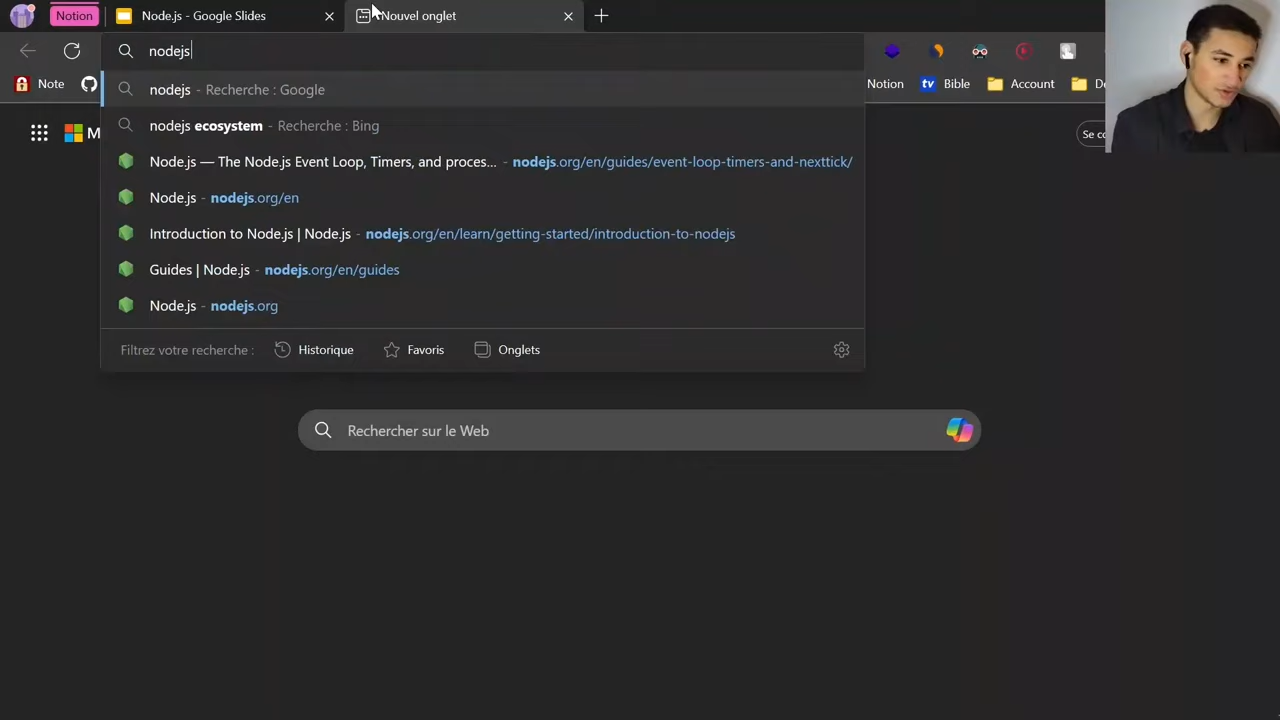 Notion
Node.js - Google Slides
Nouvel onglet
nodejs
Note
Notion
Bible
Account
nodejs - Recherche : Google
nodejs ecosystem - Recherche : Bing
Node.js — The Node.js Event Loop, Timers, and proces... - nodejs.org/en/guides/event-loop-timers-and-nexttick/
Node.js - nodejs.org/en
Introduction to Node.js | Node.js - nodejs.org/en/learn/getting-started/introduction-to-nodejs
Guides | Node.js - nodejs.org/en/guides
Node.js - nodejs.org
Filtrez votre recherche : Historique Favoris Onglets
Rechercher sur le Web